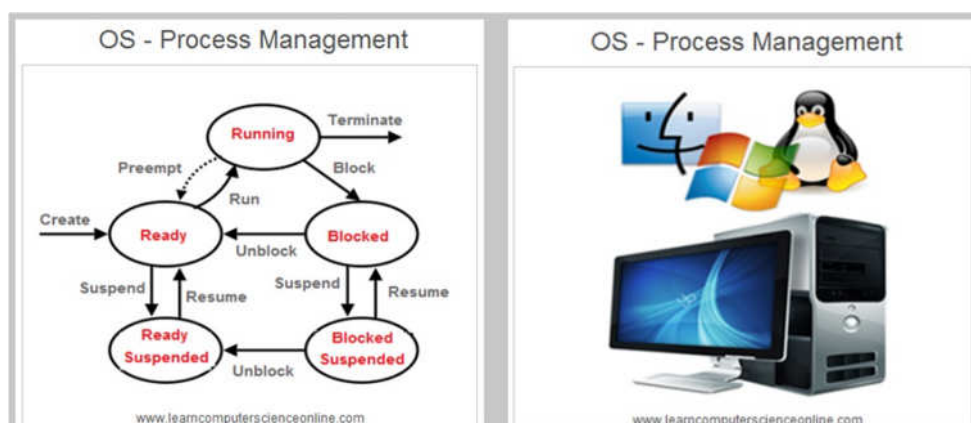 OS - Process Management
Running
Terminate
Preempt
Block
Run
Create
Ready
Unblock
Blocked
Suspend
Resume
Suspend
Resume
Ready
Suspended
Unblock
Blocked
Suspended
www.learncomputerscienceonline.com
OS - Process Management
www.learncomputerscienceonline.com